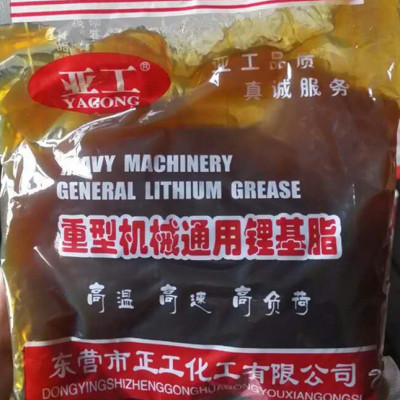 亚工®
YAGONG
亚工品质
真诚服务
HEAVY MACHINERY
GENERAL LITHIUM GREASE
重型机械通用锂基脂
高温 高速 高负荷
东营市正工化工有限公司
DONGYINGSHIZHENGGONGHUAGONGYOUXIANGONGSI